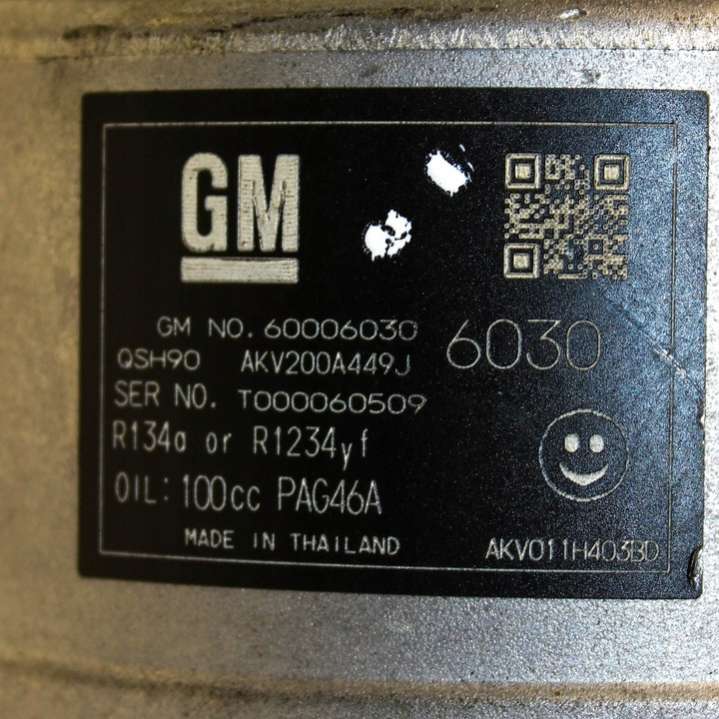 GM
GM NO. 60006030 6030
QSH90 AKV200A449J
SER NO. T000060509
R134a or R1234yf
OIL: 100cc PAG46A
MADE IN THAILAND
AKV011H403BD